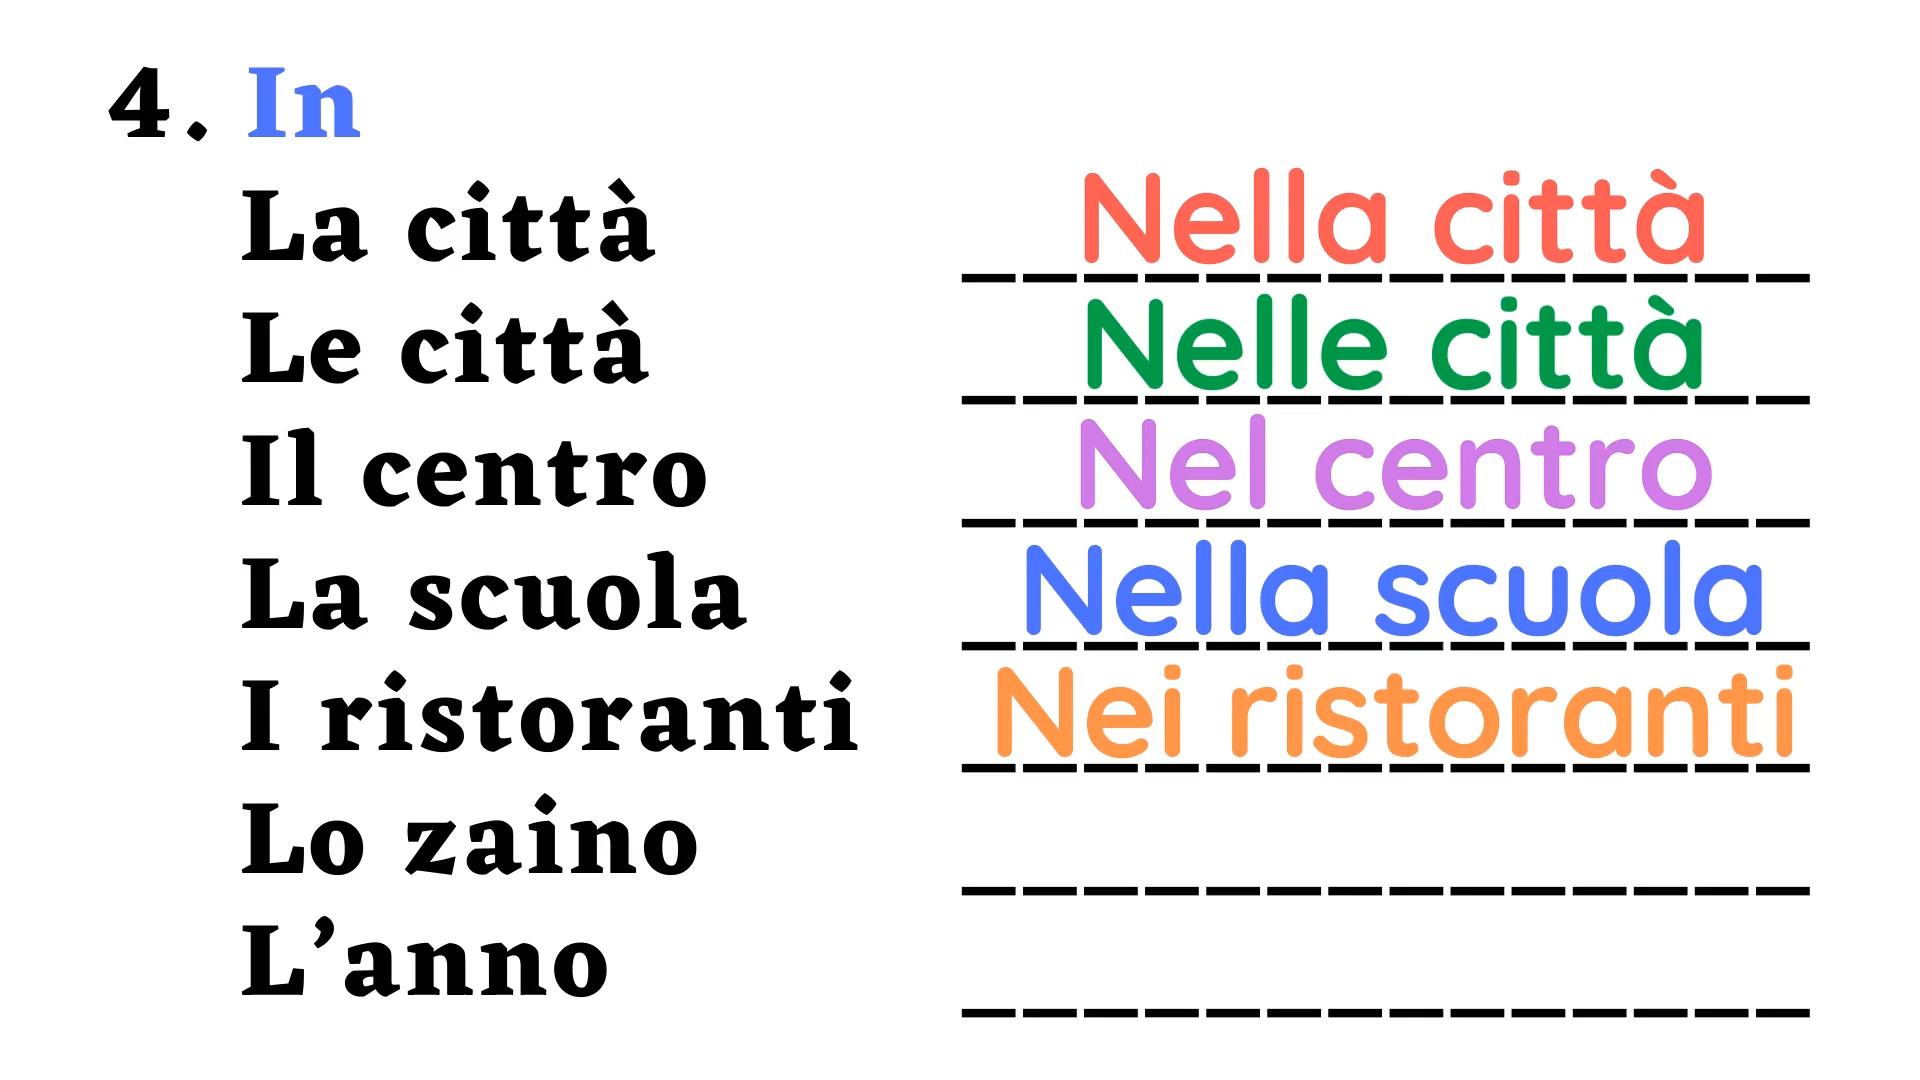 4. In
La città Nella città
Le città Nelle città
Il centro Nel centro
La scuola Nella scuola
I ristoranti Nei ristoranti
Lo zaino
L’anno